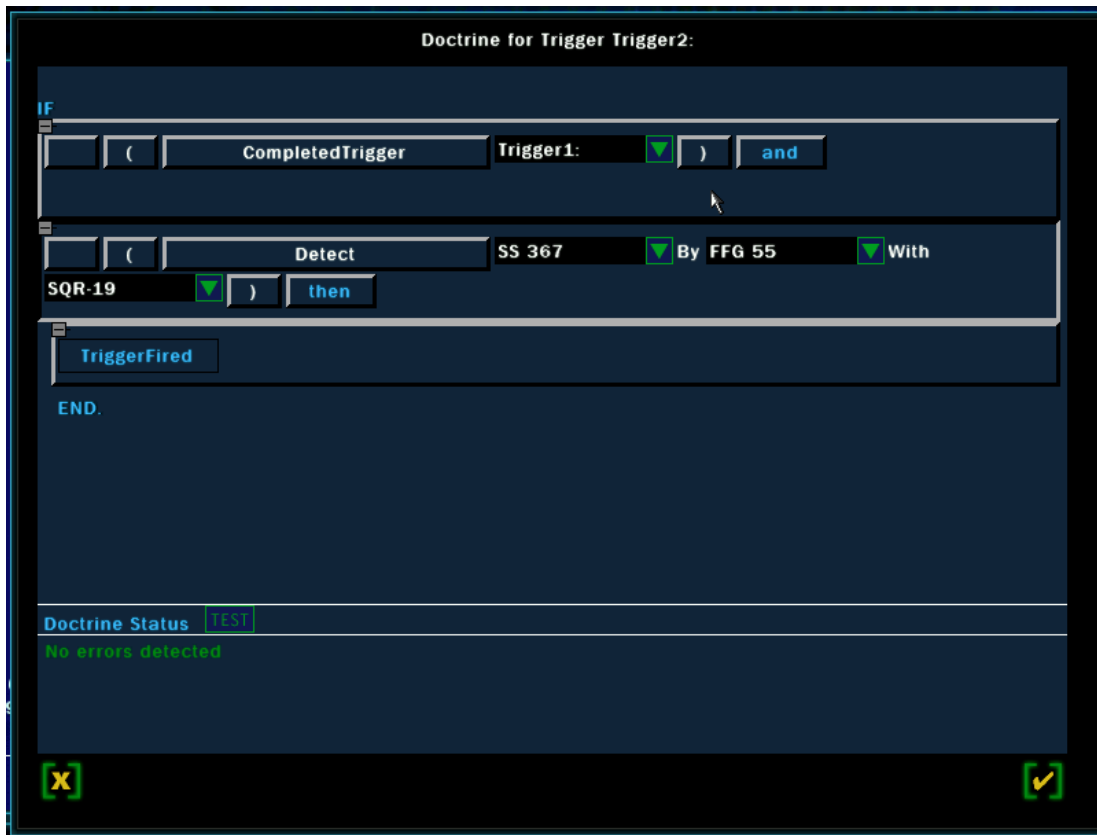 Doctrine for Trigger Trigger2:
IF
( CompletedTrigger Trigger1: ) and
( Detect SS 367 By FFG 55 With
SQR-19 ) then
TriggerFired
END.
Doctrine Status TEST
No errors detected